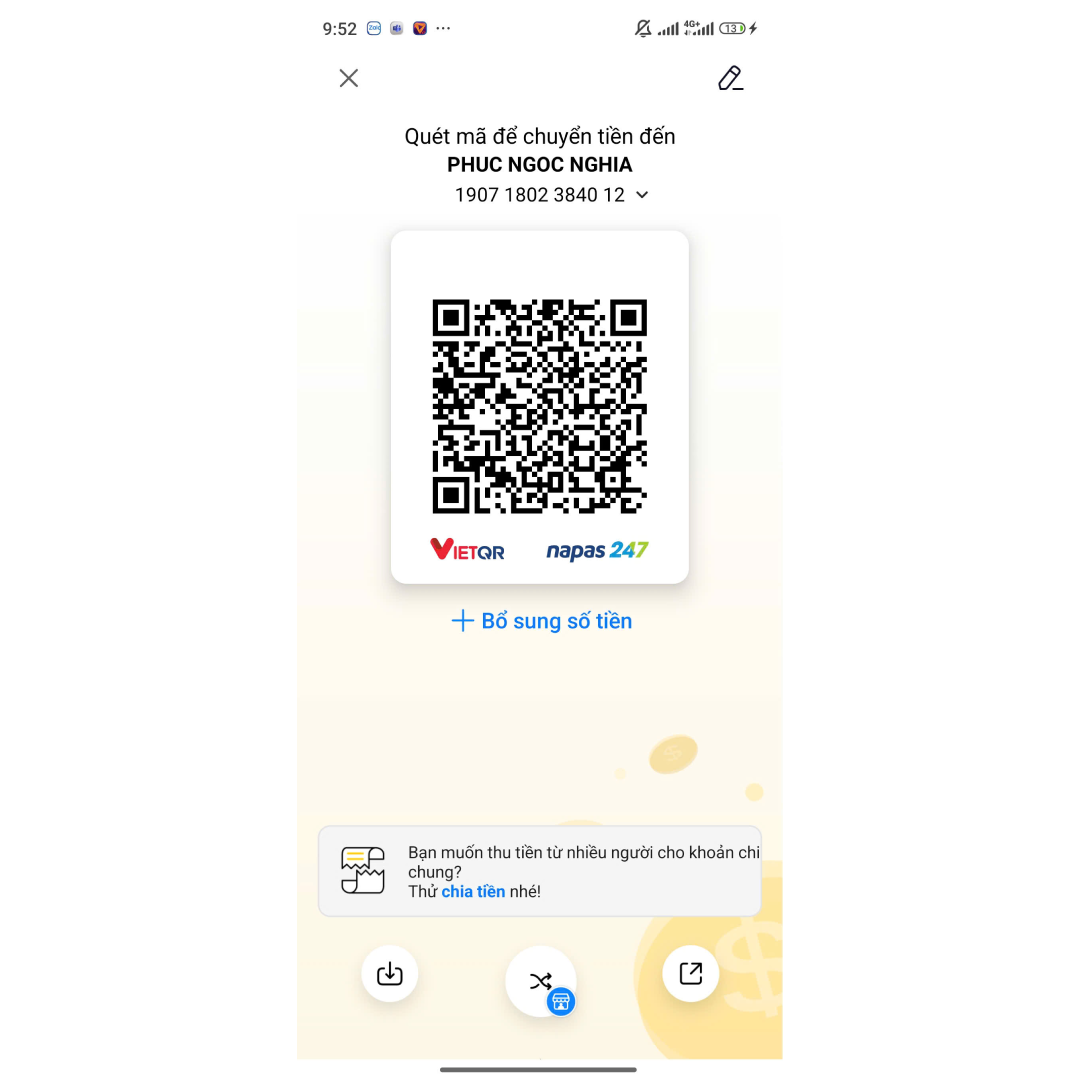 9:52 Zalo ... 4G+ 13
Quét mã để chuyển tiền đến
PHUC NGOC NGHIA
1907 1802 3840 12
VIETQR napas 247
+ Bổ sung số tiền
Bạn muốn thu tiền từ nhiều người cho khoản chi
chung?
Thử chia tiền nhé!